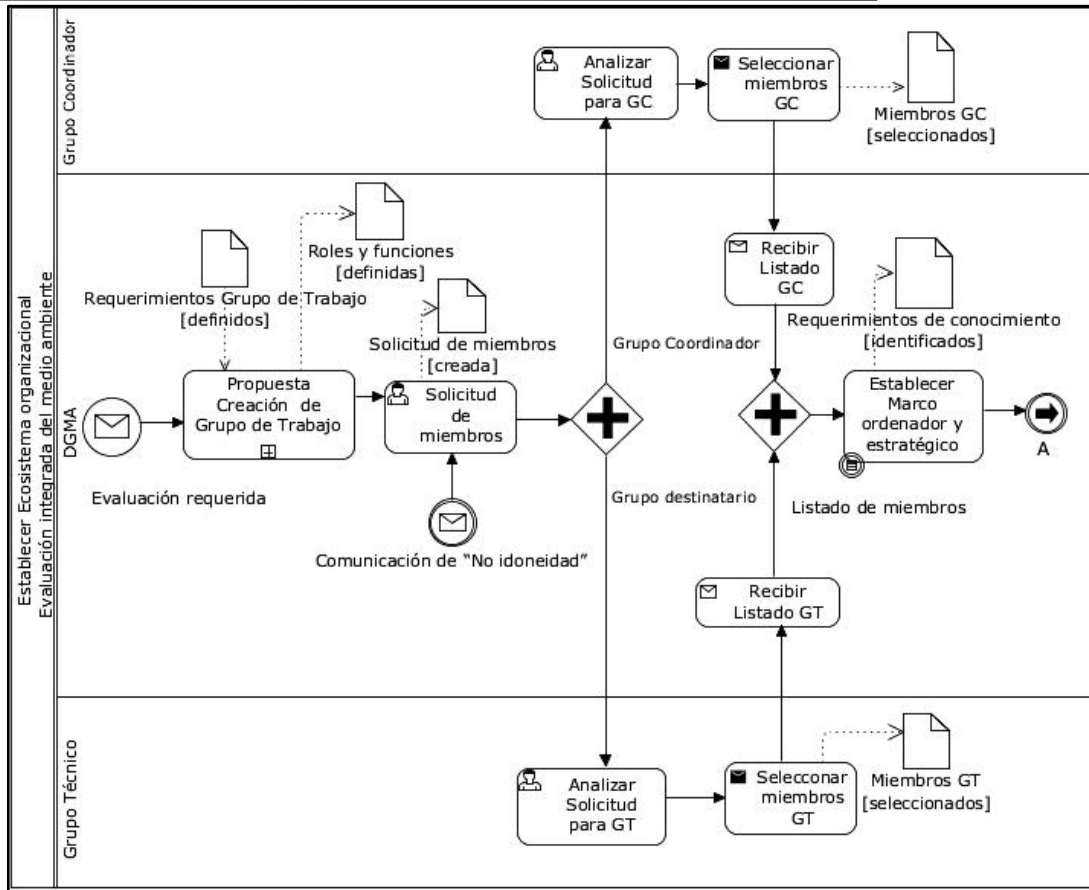 Establecer Ecosistema organizacional
Evaluación integrada del medio ambiente
Grupo Coordinador
Analizar
Solicitud
para GC
Seleccionar
miembros
GC
Miembros GC
[seleccionados]
DGMA
Evaluación requerida
Requerimientos Grupo de Trabajo
[definidos]
Roles y funciones
[definidas]
Propuesta
Creación de
Grupo de Trabajo
Solicitud de miembros
[creada]
Solicitud
de
miembros
Comunicación de “No idoneidad”
Grupo Coordinador
Grupo destinatario
Recibir
Listado
GC
Requerimientos de conocimiento
[identificados]
Establecer
Marco
ordenador y
estratégico
Listado de miembros
A
Recibir
Listado GT
Grupo Técnico
Analizar
Solicitud
para GT
Selecconar
miembros
GT
Miembros GT
[seleccionados]